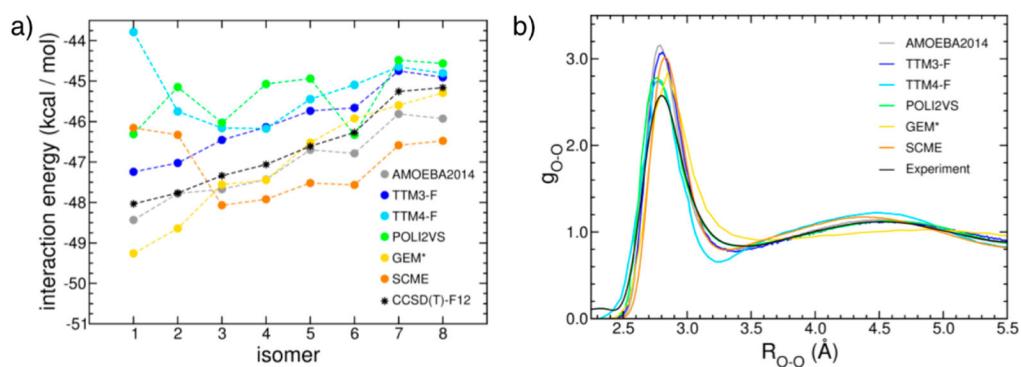 a)
interaction energy (kcal / mol)
-44
-45
-46
-47
-48
-49
-50
-51
1 2 3 4 5 6 7 8
isomer
AMOEBA2014
TTM3-F
TTM4-F
POLI2VS
GEM*
SCME
CCSD(T)-F12
b)
gO-O
3.0
2.0
1.0
0.0
2.5 3.0 3.5 4.0 4.5 5.0 5.5
RO-O (Å)
AMOEBA2014
TTM3-F
TTM4-F
POLI2VS
GEM*
SCME
Experiment